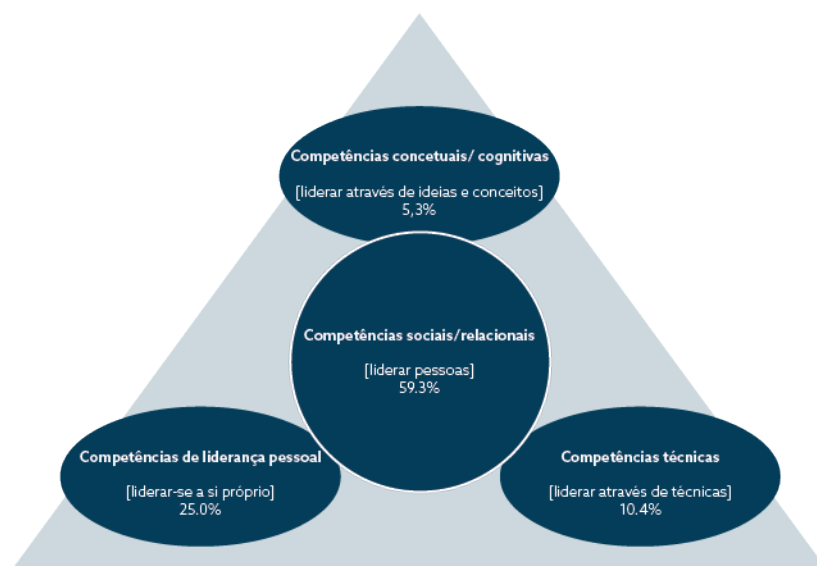 Competências concetuais/ cognitivas
[liderar através de ideias e conceitos]
5,3%
Competências sociais/relacionais
[liderar pessoas]
59.3%
Competências de liderança pessoal
[liderar-se a si próprio]
25.0%
Competências técnicas
[liderar através de técnicas]
10.4%